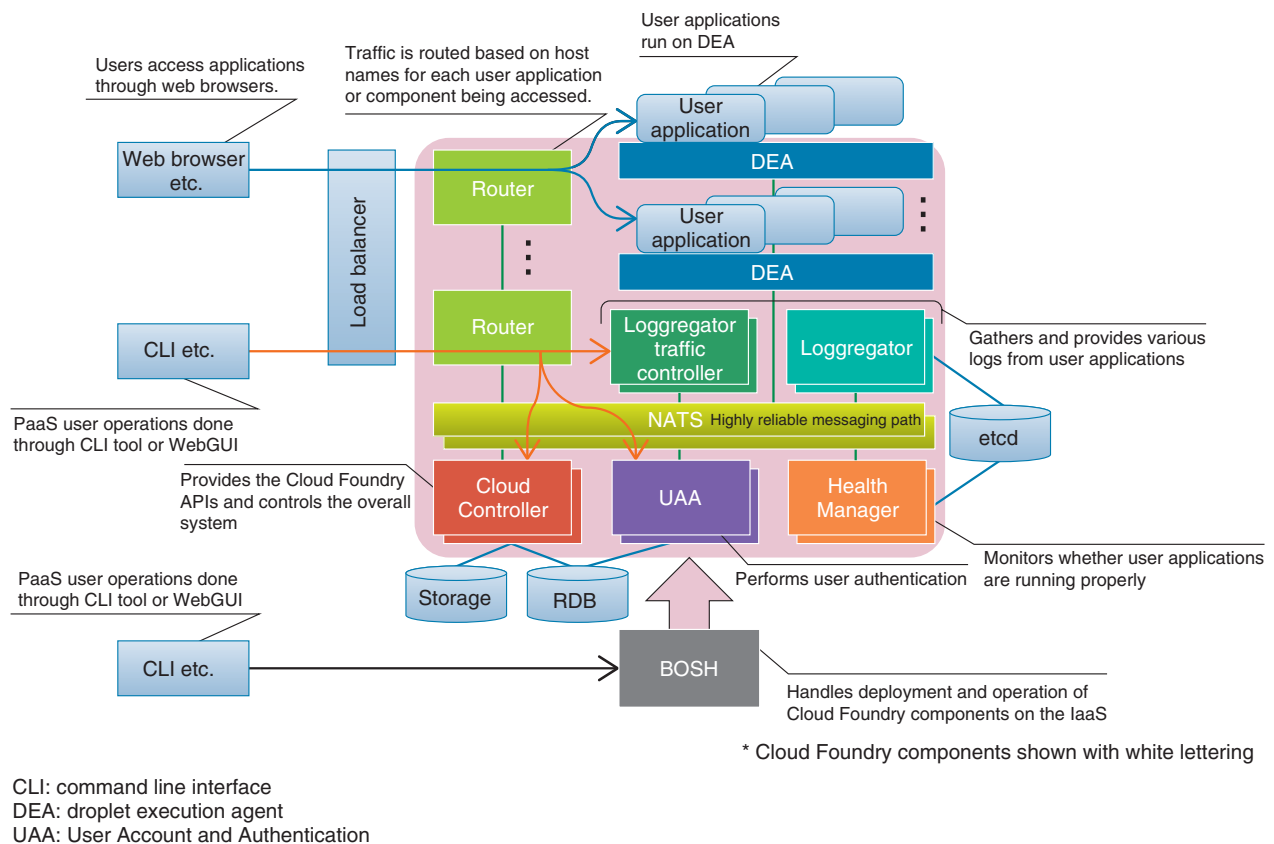 User applications
run on DEA
Users access applications
through web browsers.
Traffic is routed based on host
names for each user application
or component being accessed.
Web browser
etc.
Load balancer
Router
User
application
DEA
User
application
DEA
CLI etc.
Router
Loggregator
traffic
controller
Loggregator
Gathers and provides various
logs from user applications
PaaS user operations done
through CLI tool or WebGUI
NATS Highly reliable messaging path
etcd
Provides the Cloud Foundry
APIs and controls the overall
system
Cloud
Controller
UAA
Health
Manager
Monitors whether user applications
are running properly
Performs user authentication
PaaS user operations done
through CLI tool or WebGUI
Storage
RDB
CLI etc.
BOSH
Handles deployment and operation of
Cloud Foundry components on the IaaS
* Cloud Foundry components shown with white lettering
CLI: command line interface
DEA: droplet execution agent
UAA: User Account and Authentication